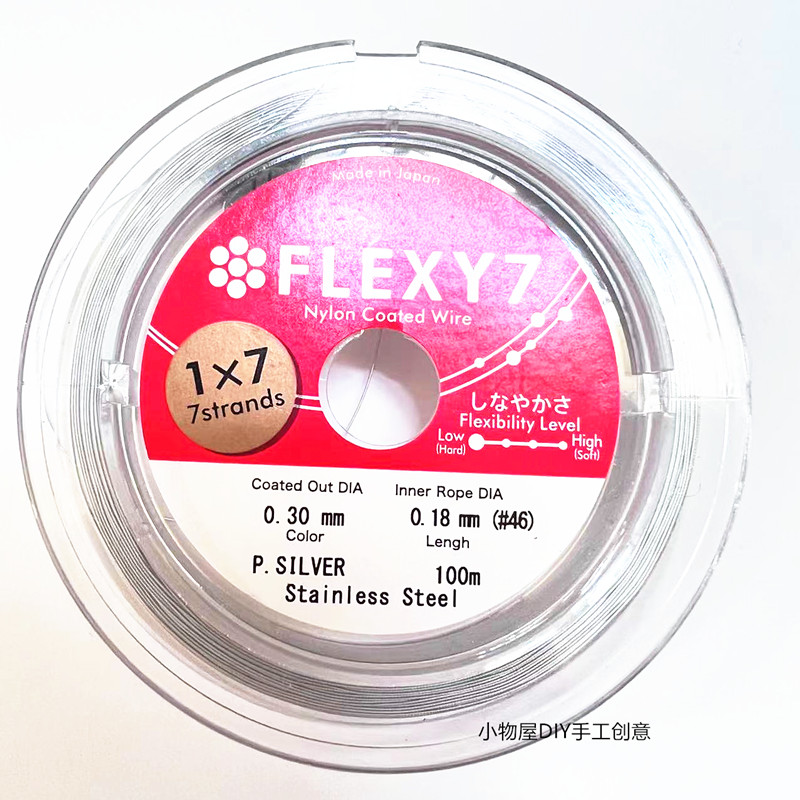 Made in Japan
FLEXY7
Nylon Coated Wire
1×7
7strands
しなやかさ
Flexibility Level
Low High
(Hard) (Soft)
Coated Out DIA Inner Rope DIA
0.30 mm 0.18 mm (#46)
Color Lengh
P.SILVER 100m
Stainless Steel
小物屋DIY手工创意